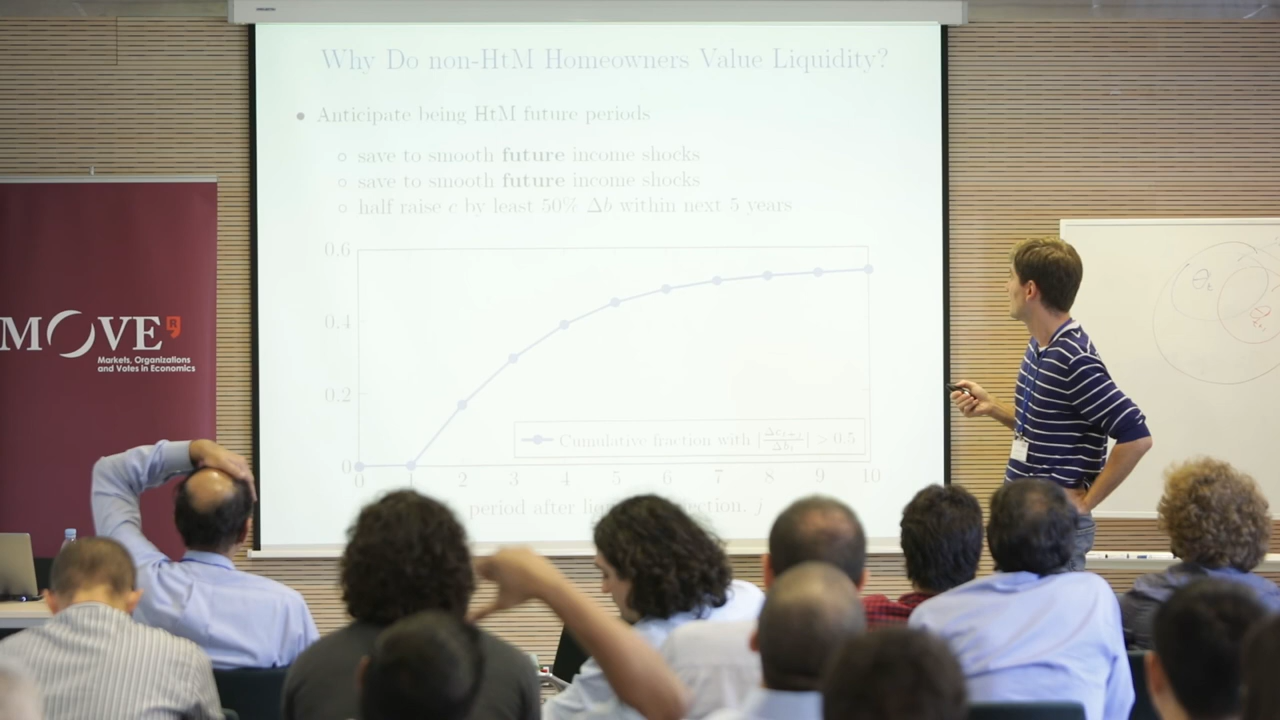 Why Do non-HtM Homeowners Value Liquidity?
Anticipate being HtM future periods
save to smooth future income shocks
save to smooth future income shocks
half raise c by least 50% Δb within next 5 years
0.6
0.4
0.2
0
Cumulative fraction with | | > 0.5
0 1 2 3 4 5 6 7 8 9 10
period after j
MOVE
Markets, Organizations
and Votes in Economics